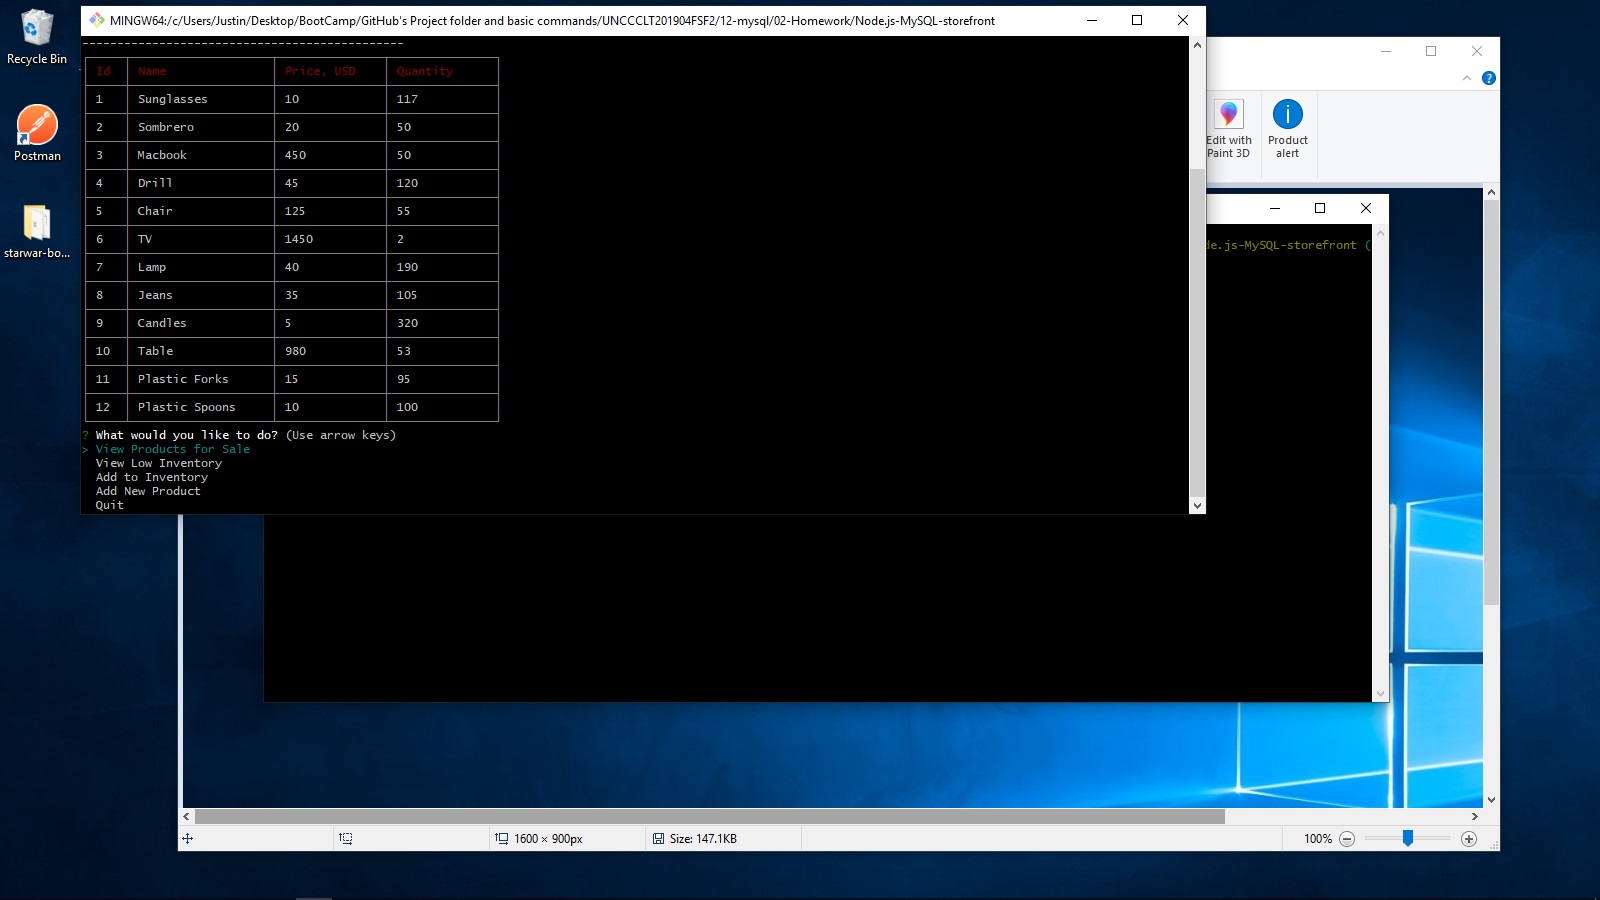 Recycle Bin
Postman
starwar-bo...
MINGW64:/c/Users/Justin/Desktop/BootCamp/GitHub's Project folder and basic commands/UNCCCLT201904FSF2/12-mysql/02-Homework/Node.js-MySQL-storefront
----------------------------------------------
Id Name Price, USD Quantity
1 Sunglasses 10 117
2 Sombrero 20 50
3 Macbook 450 50
4 Drill 45 120
5 Chair 125 55
6 TV 1450 2
7 Lamp 40 190
8 Jeans 35 105
9 Candles 5 320
10 Table 980 53
11 Plastic Forks 15 95
12 Plastic Spoons 10 100
? What would you like to do? (Use arrow keys)
> View Products for Sale
View Low Inventory
Add to Inventory
Add New Product
Quit
Edit with
Paint 3D
Product
alert
de.js-MySQL-storefront (
1600 × 900px
Size: 147.1KB
100%